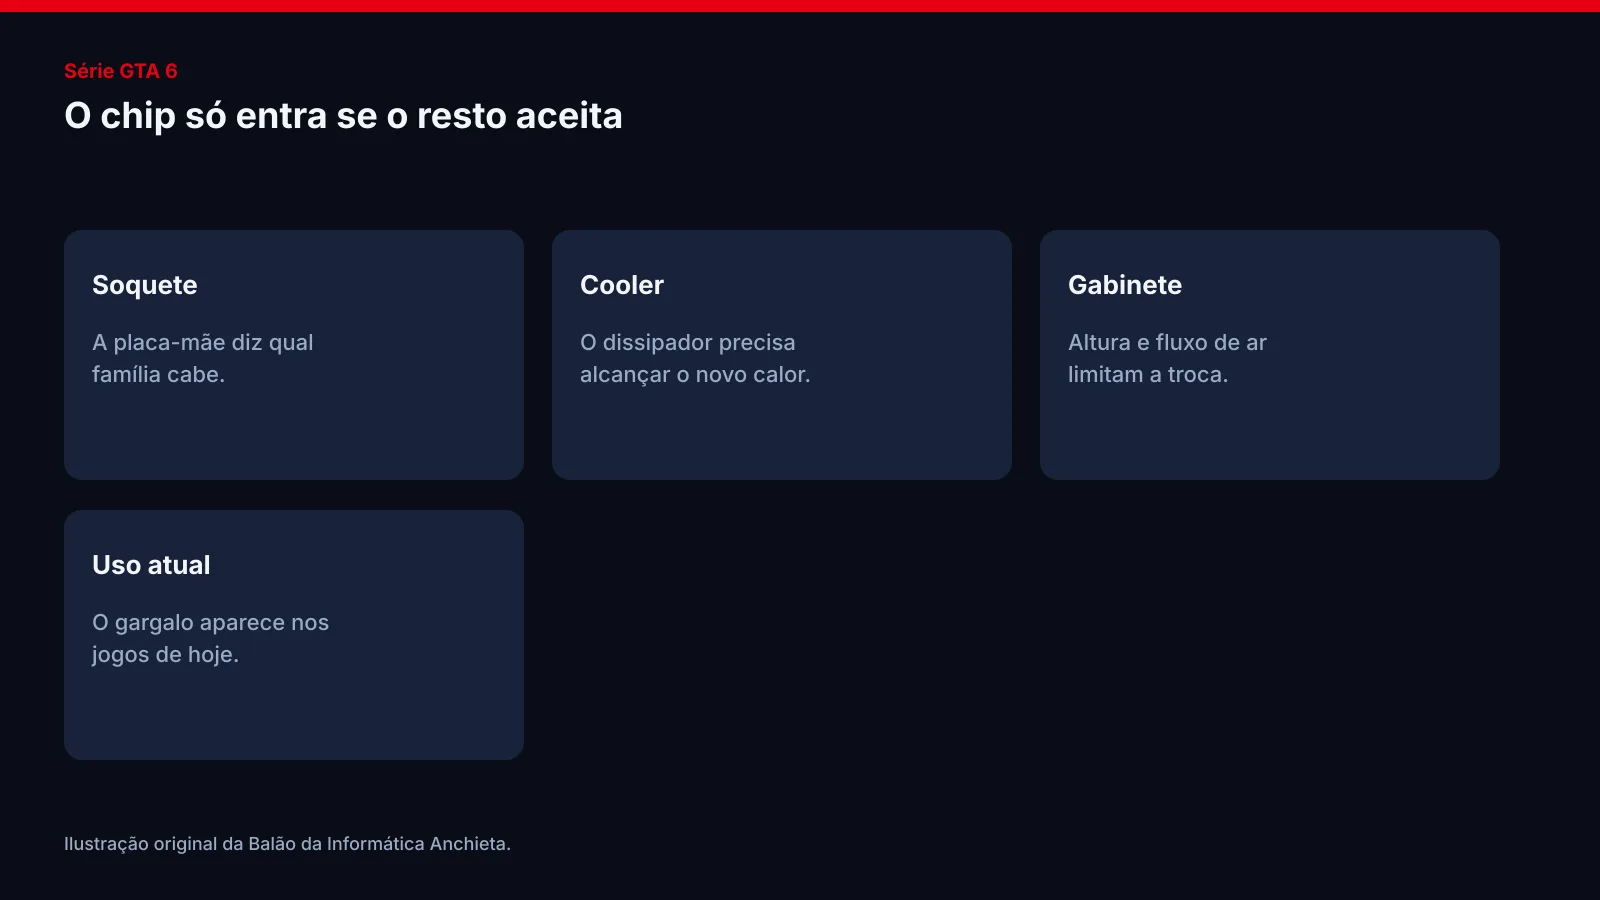 Série GTA 6
O chip só entra se o resto aceita
Soquete
A placa-mãe diz qual
família cabe.
Cooler
O dissipador precisa
alcançar o novo calor.
Gabinete
Altura e fluxo de ar
limitam a troca.
Uso atual
O gargalo aparece nos
jogos de hoje.
Ilustração original da Balão da Informática Anchieta.